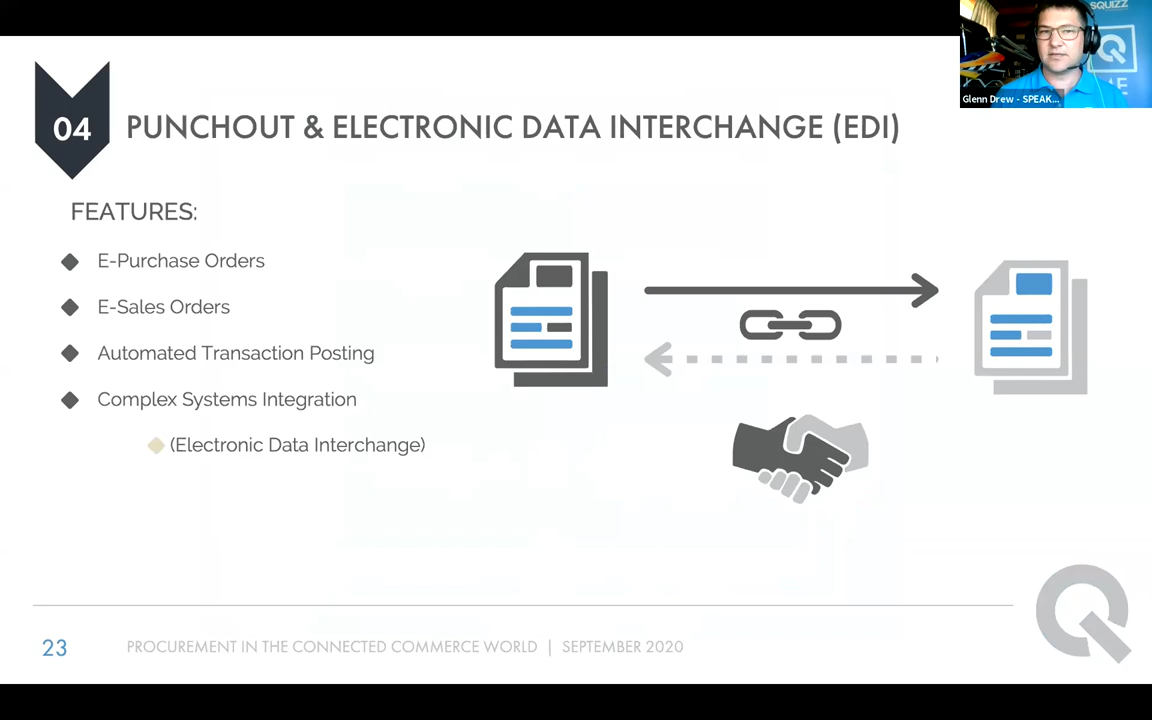 SQUIZZ
Glenn Drew - SPEAK...
04
PUNCHOUT & ELECTRONIC DATA INTERCHANGE (EDI)
FEATURES:
E-Purchase Orders
E-Sales Orders
Automated Transaction Posting
Complex Systems Integration
(Electronic Data Interchange)
23
PROCUREMENT IN THE CONNECTED COMMERCE WORLD | SEPTEMBER 2020